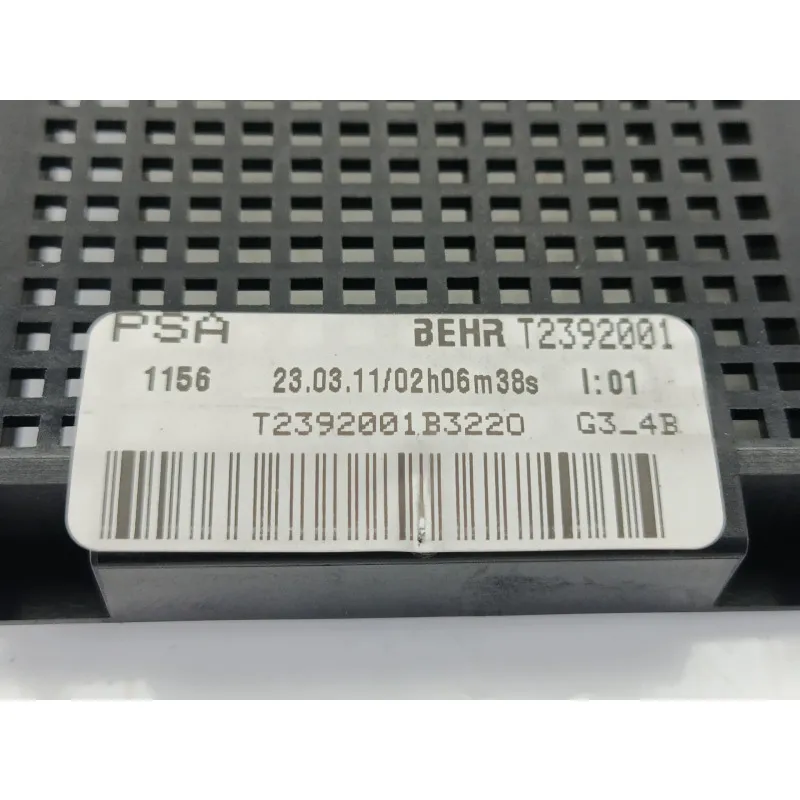 PSA BEHR T2392001
1156 23.03.11/02h06m38s I:01
T2392001B3220 G3_4B